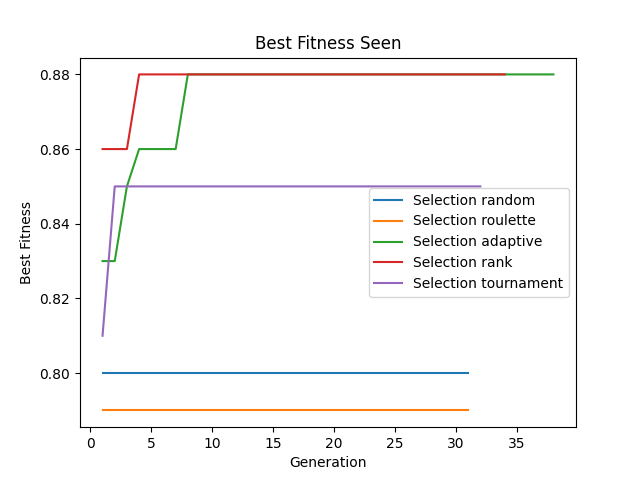 Best Fitness Seen
0.88
0.86
0.84
0.82
0.80
Best Fitness
Selection random
Selection roulette
Selection adaptive
Selection rank
Selection tournament
0 5 10 15 20 25 30 35
Generation